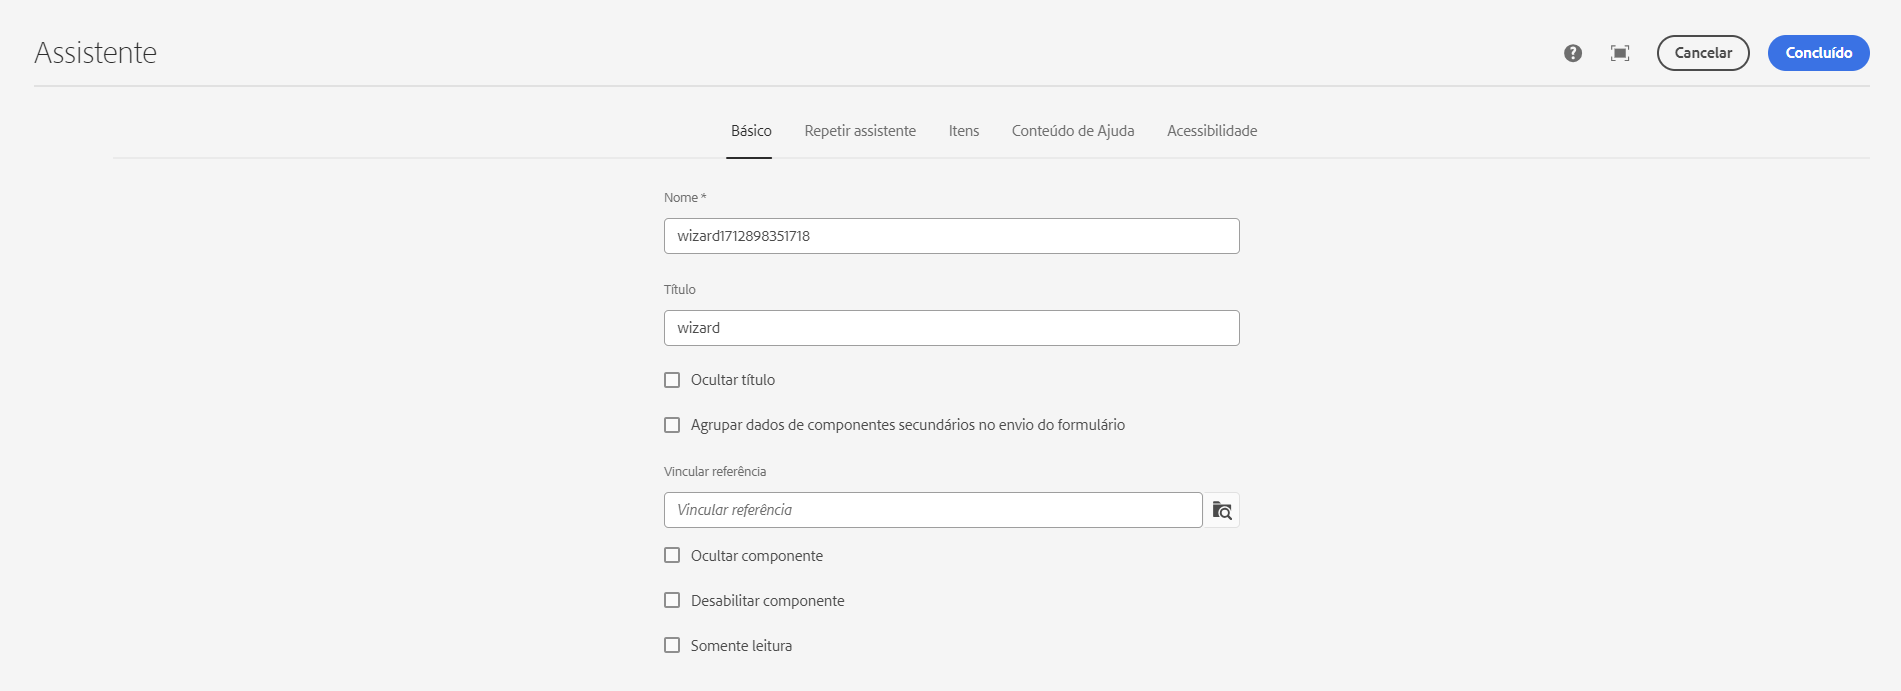 Assistente
Cancelar
Concluído
Básico
Repetir assistente
Itens
Conteúdo de Ajuda
Acessibilidade
Nome *
wizard1712898351718
Título
wizard
Ocultar título
Agrupar dados de componentes secundários no envio do formulário
Vincular referência
Vincular referência
Ocultar componente
Desabilitar componente
Somente leitura